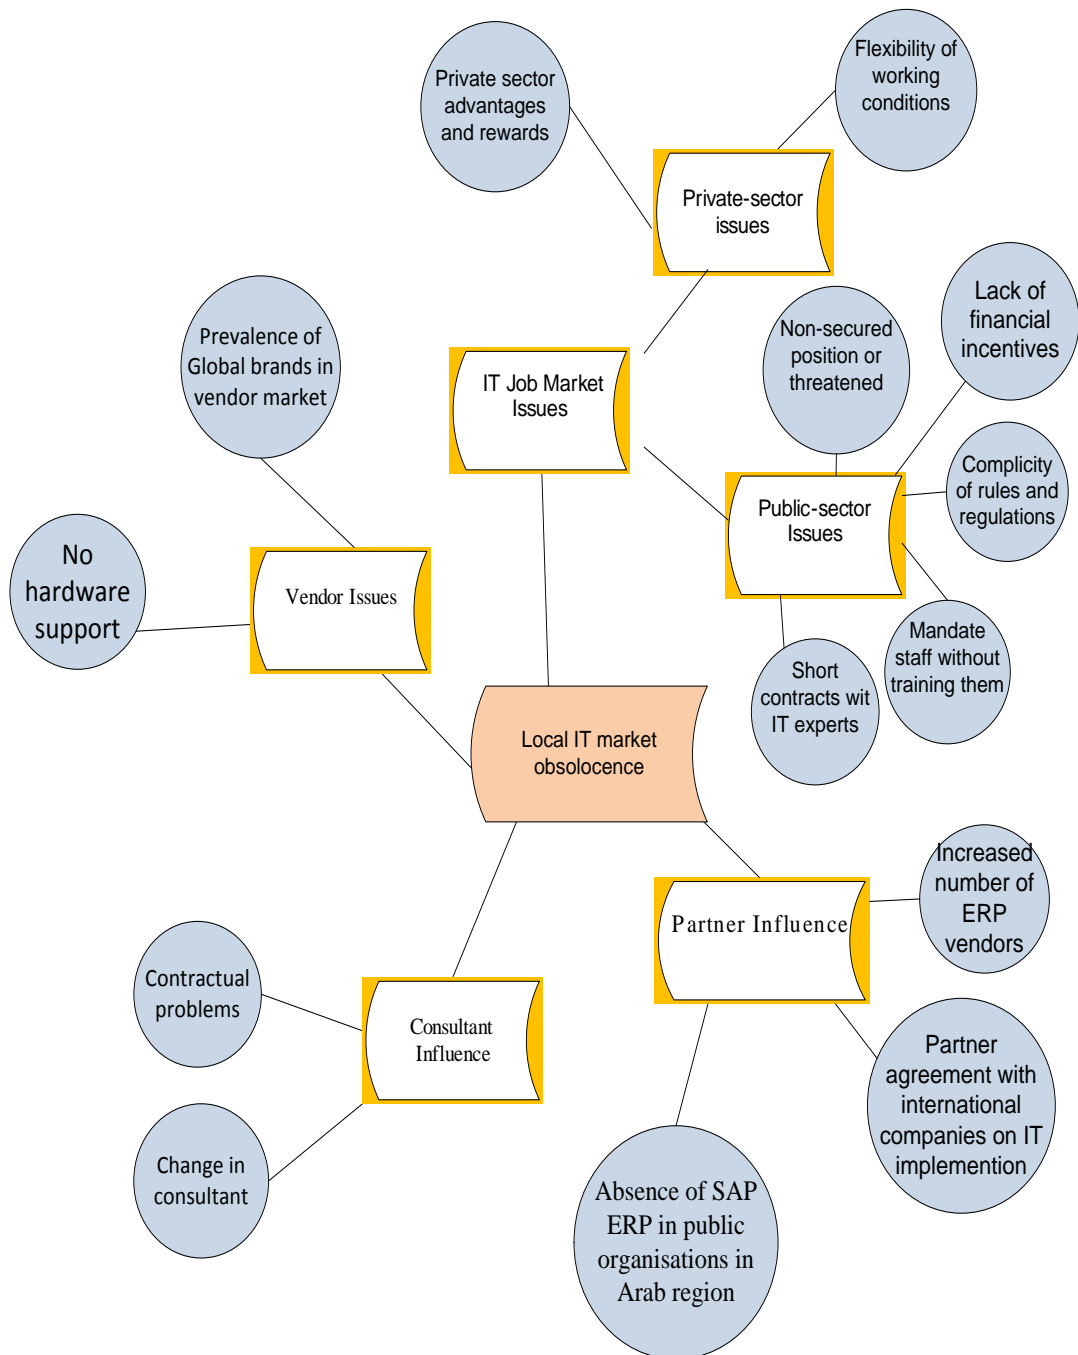 Flexibility of
working
conditions
Private sector
advantages
and rewards
Private-sector
issues
Lack of
financial
incentives
Prevalence of
Global brands in
vendor market
Non-secured
position or
threatened
IT Job Market
Issues
Complicity
of rules and
regulations
Public-sector
Issues
No
hardware
support
Vendor Issues
Mandate
staff without
training them
Short
contracts wit
IT experts
Local IT market
obsolocence
Increased
number of
ERP
vendors
Partner Influence
Contractual
problems
Consultant
Influence
Partner
agreement with
international
companies on IT
implemention
Change in
consultant
Absence of SAP
ERP in public
organisations in
Arab region